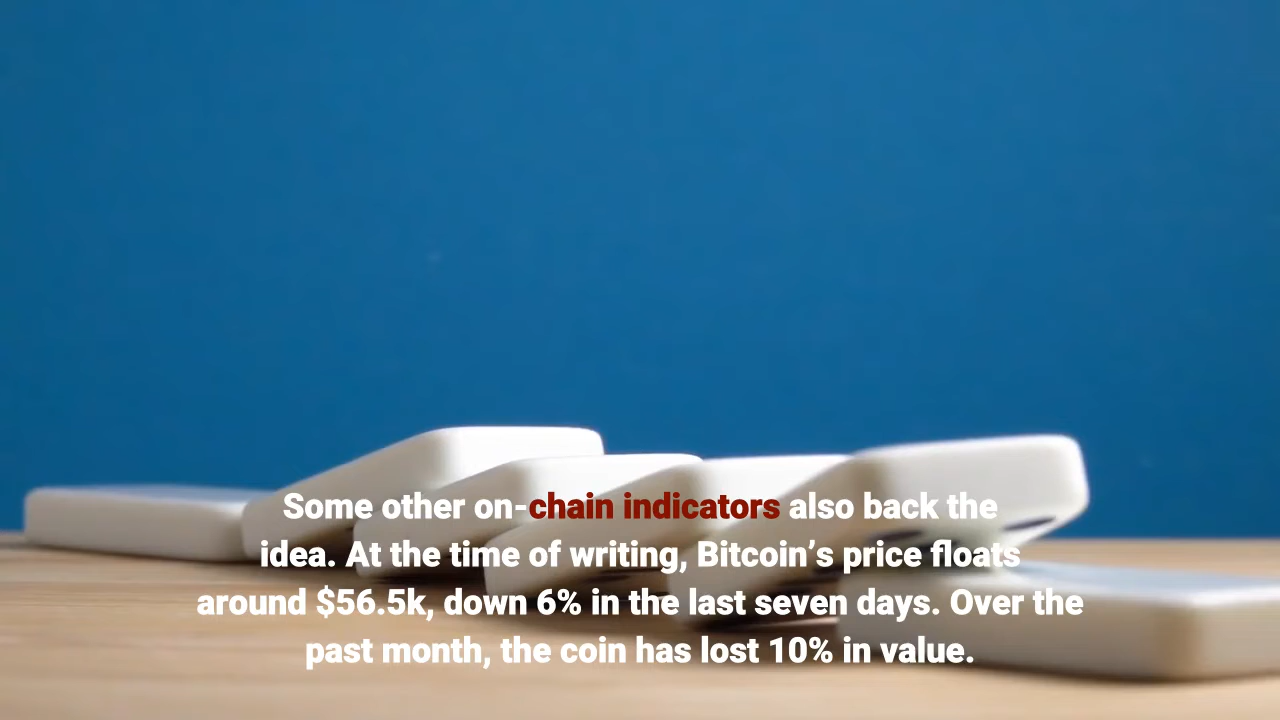 Some other on-chain indicators also back the
idea. At the time of writing, Bitcoin’s price floats
around $56.5k, down 6% in the last seven days. Over the
past month, the coin has lost 10% in value.